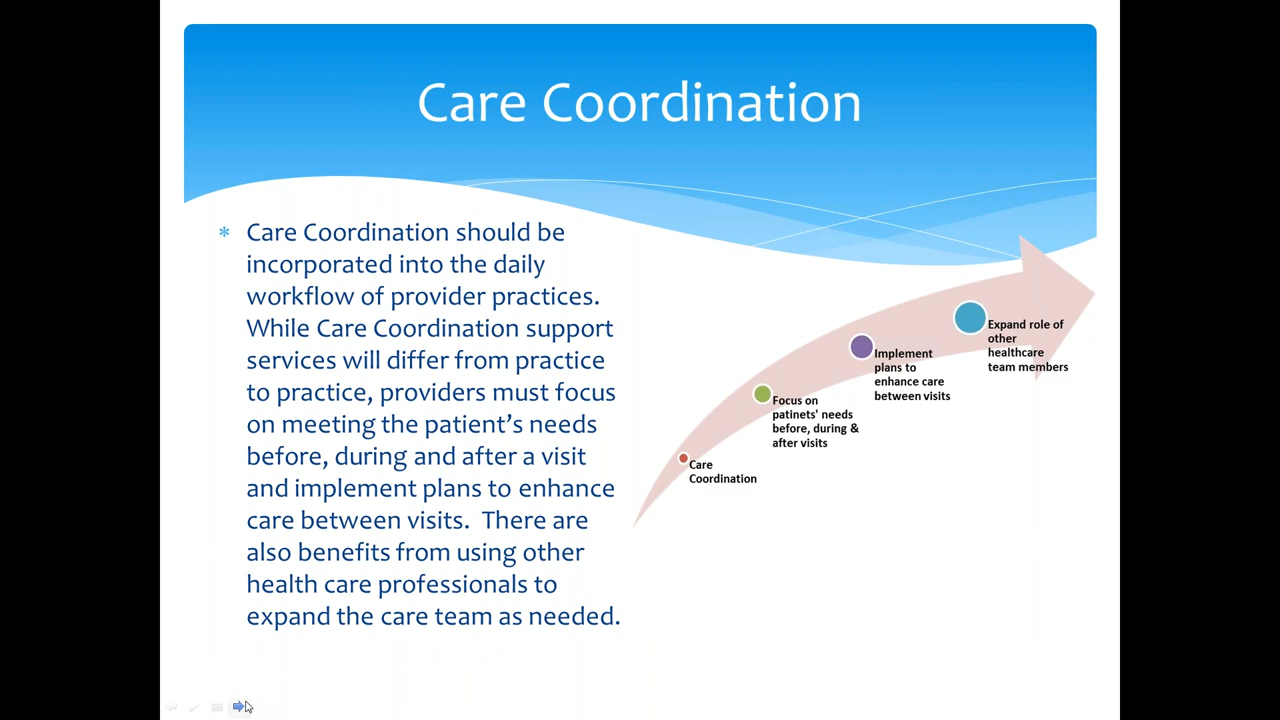 Care Coordination
* Care Coordination should be
incorporated into the daily
workflow of provider practices.
While Care Coordination support
services will differ from practice
to practice, providers must focus
on meeting the patient's needs
before, during and after a visit
and implement plans to enhance
care between visits.  There are
also benefits from using other
health care professionals to
expand the care team as needed.
Care
Coordination
Focus on
patinets' needs
before, during &
after visits
Implement
plans to
enhance care
between visits
Expand role of
other
healthcare
team members